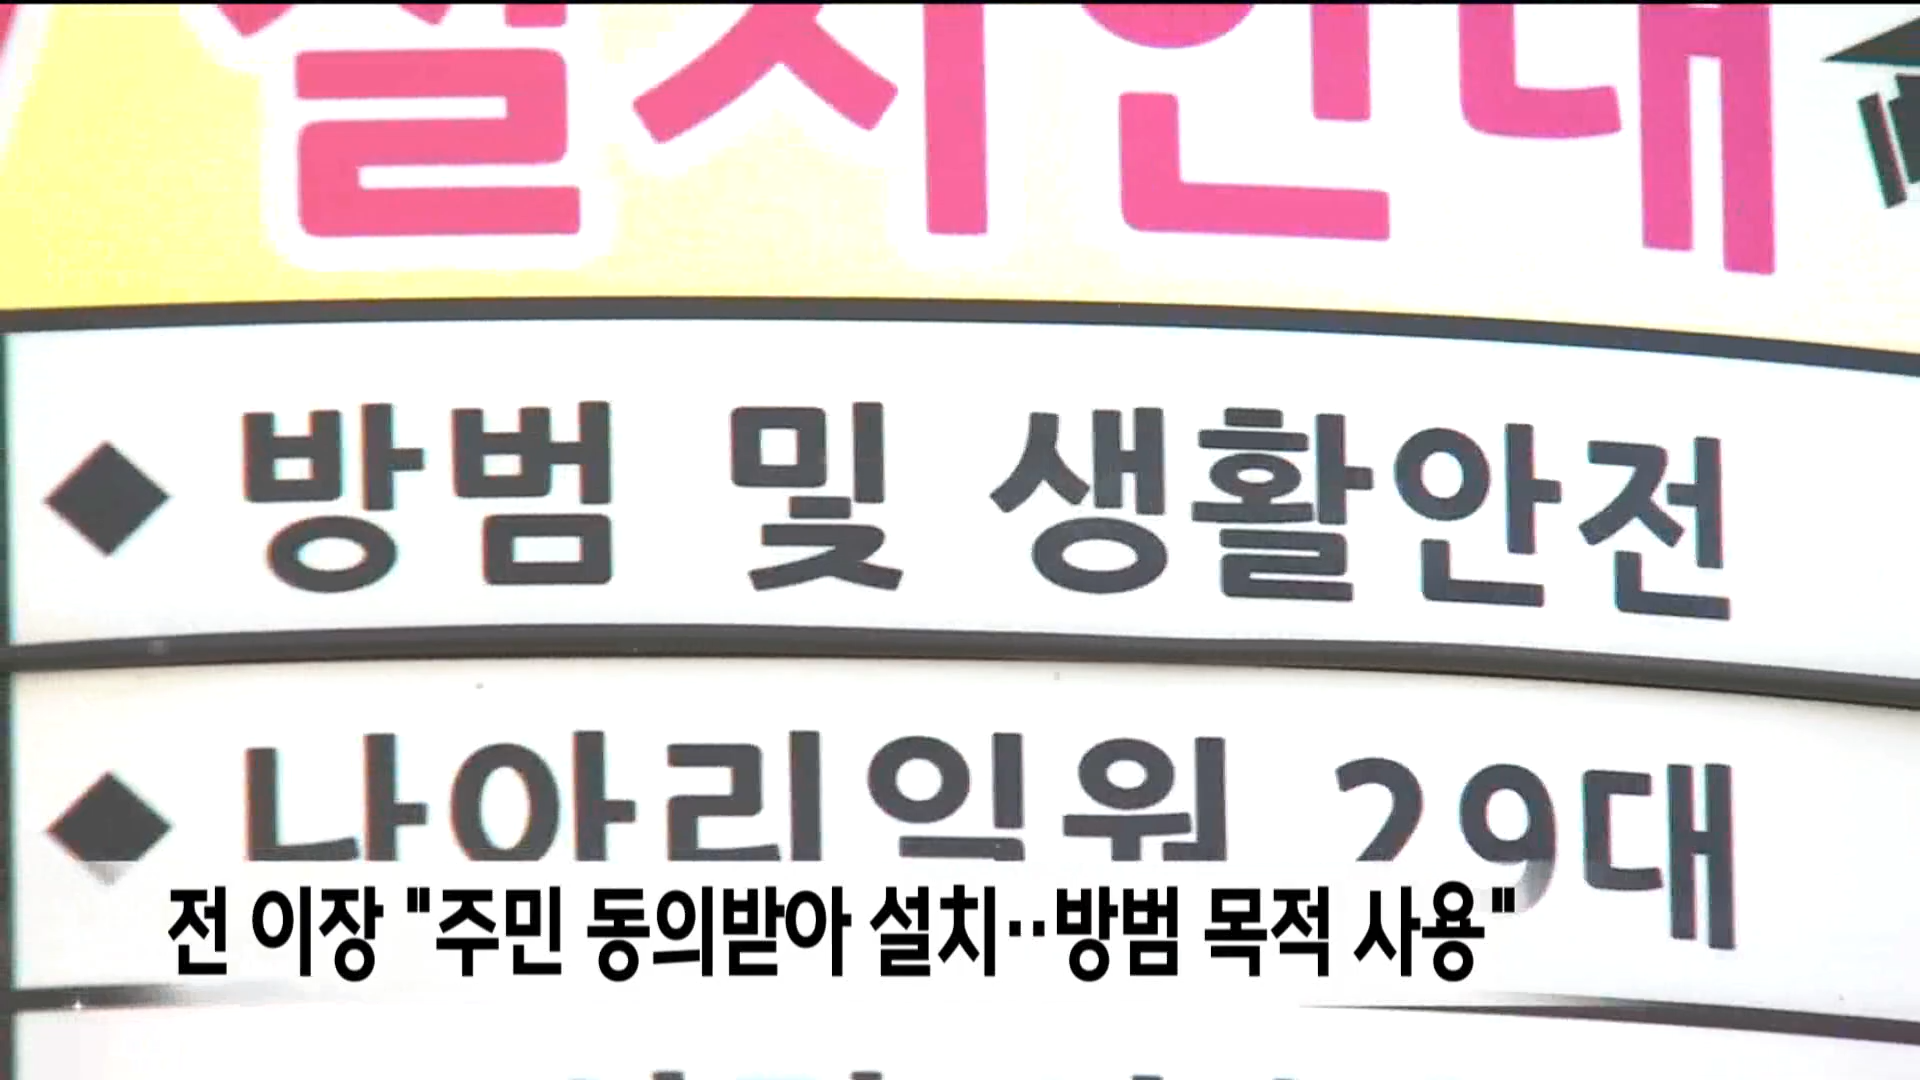 설치안내
◆ 방범 및 생활안전
◆ 나아리익원 29대
전 이장 "주민 동의받아 설치··방범 목적 사용"